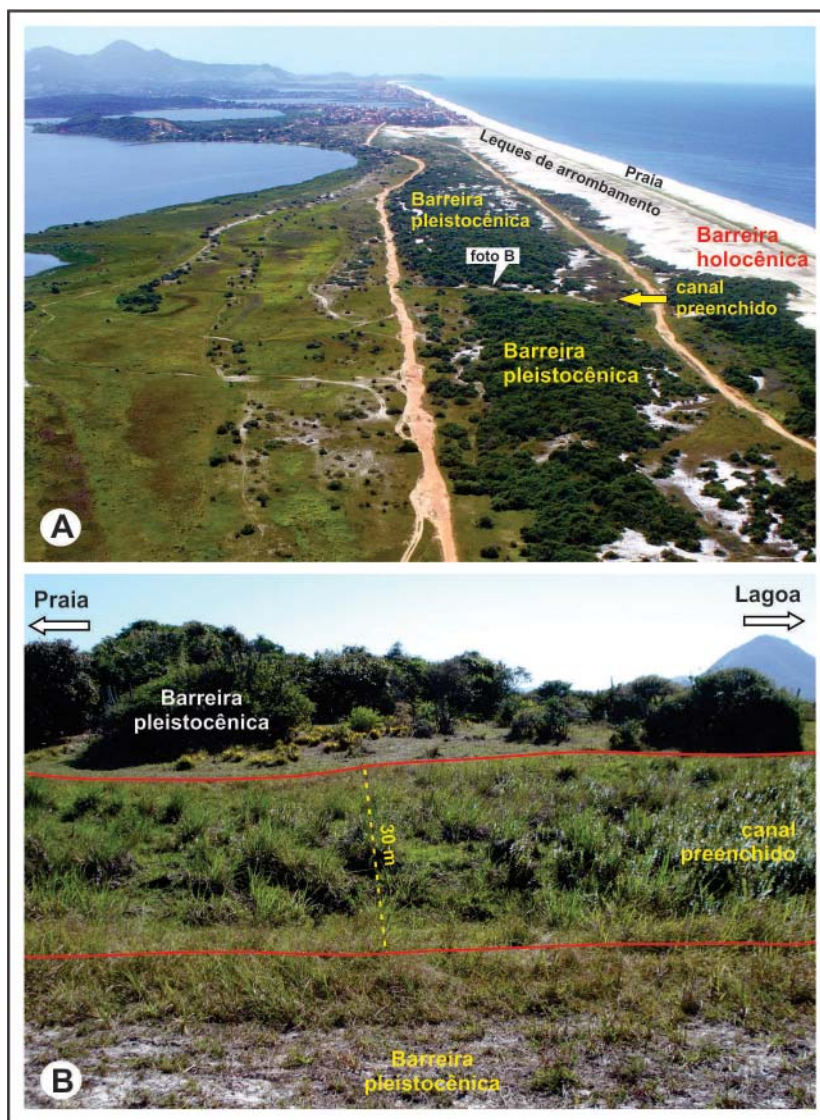 Praia
Leques de arrombamento
Barreira
pleistocênica
Barreira
holocênica
foto B
canal
preenchido
Barreira
pleistocênica
A
Praia
Lagoa
Barreira
pleistocênica
30 m
canal
preenchido
Barreira
pleistocênica
B